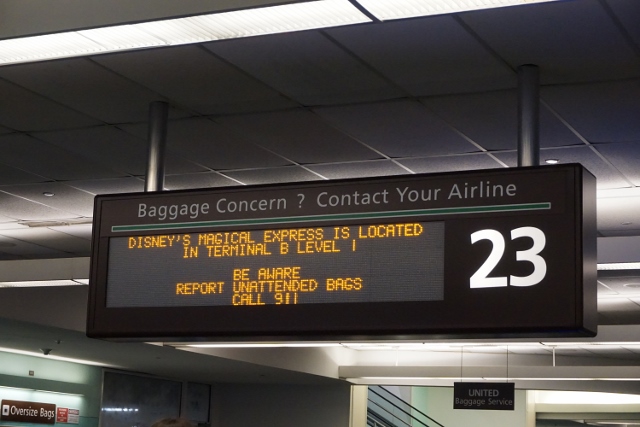 Baggage Concern ? Contact Your Airline
DISNEY'S MAGICAL EXPRESS IS LOCATED
IN TERMINAL B LEVEL 1
BE AWARE
REPORT UNATTENDED BAGS
CALL 911
23
UNITED
Baggage Service
Oversize Bags